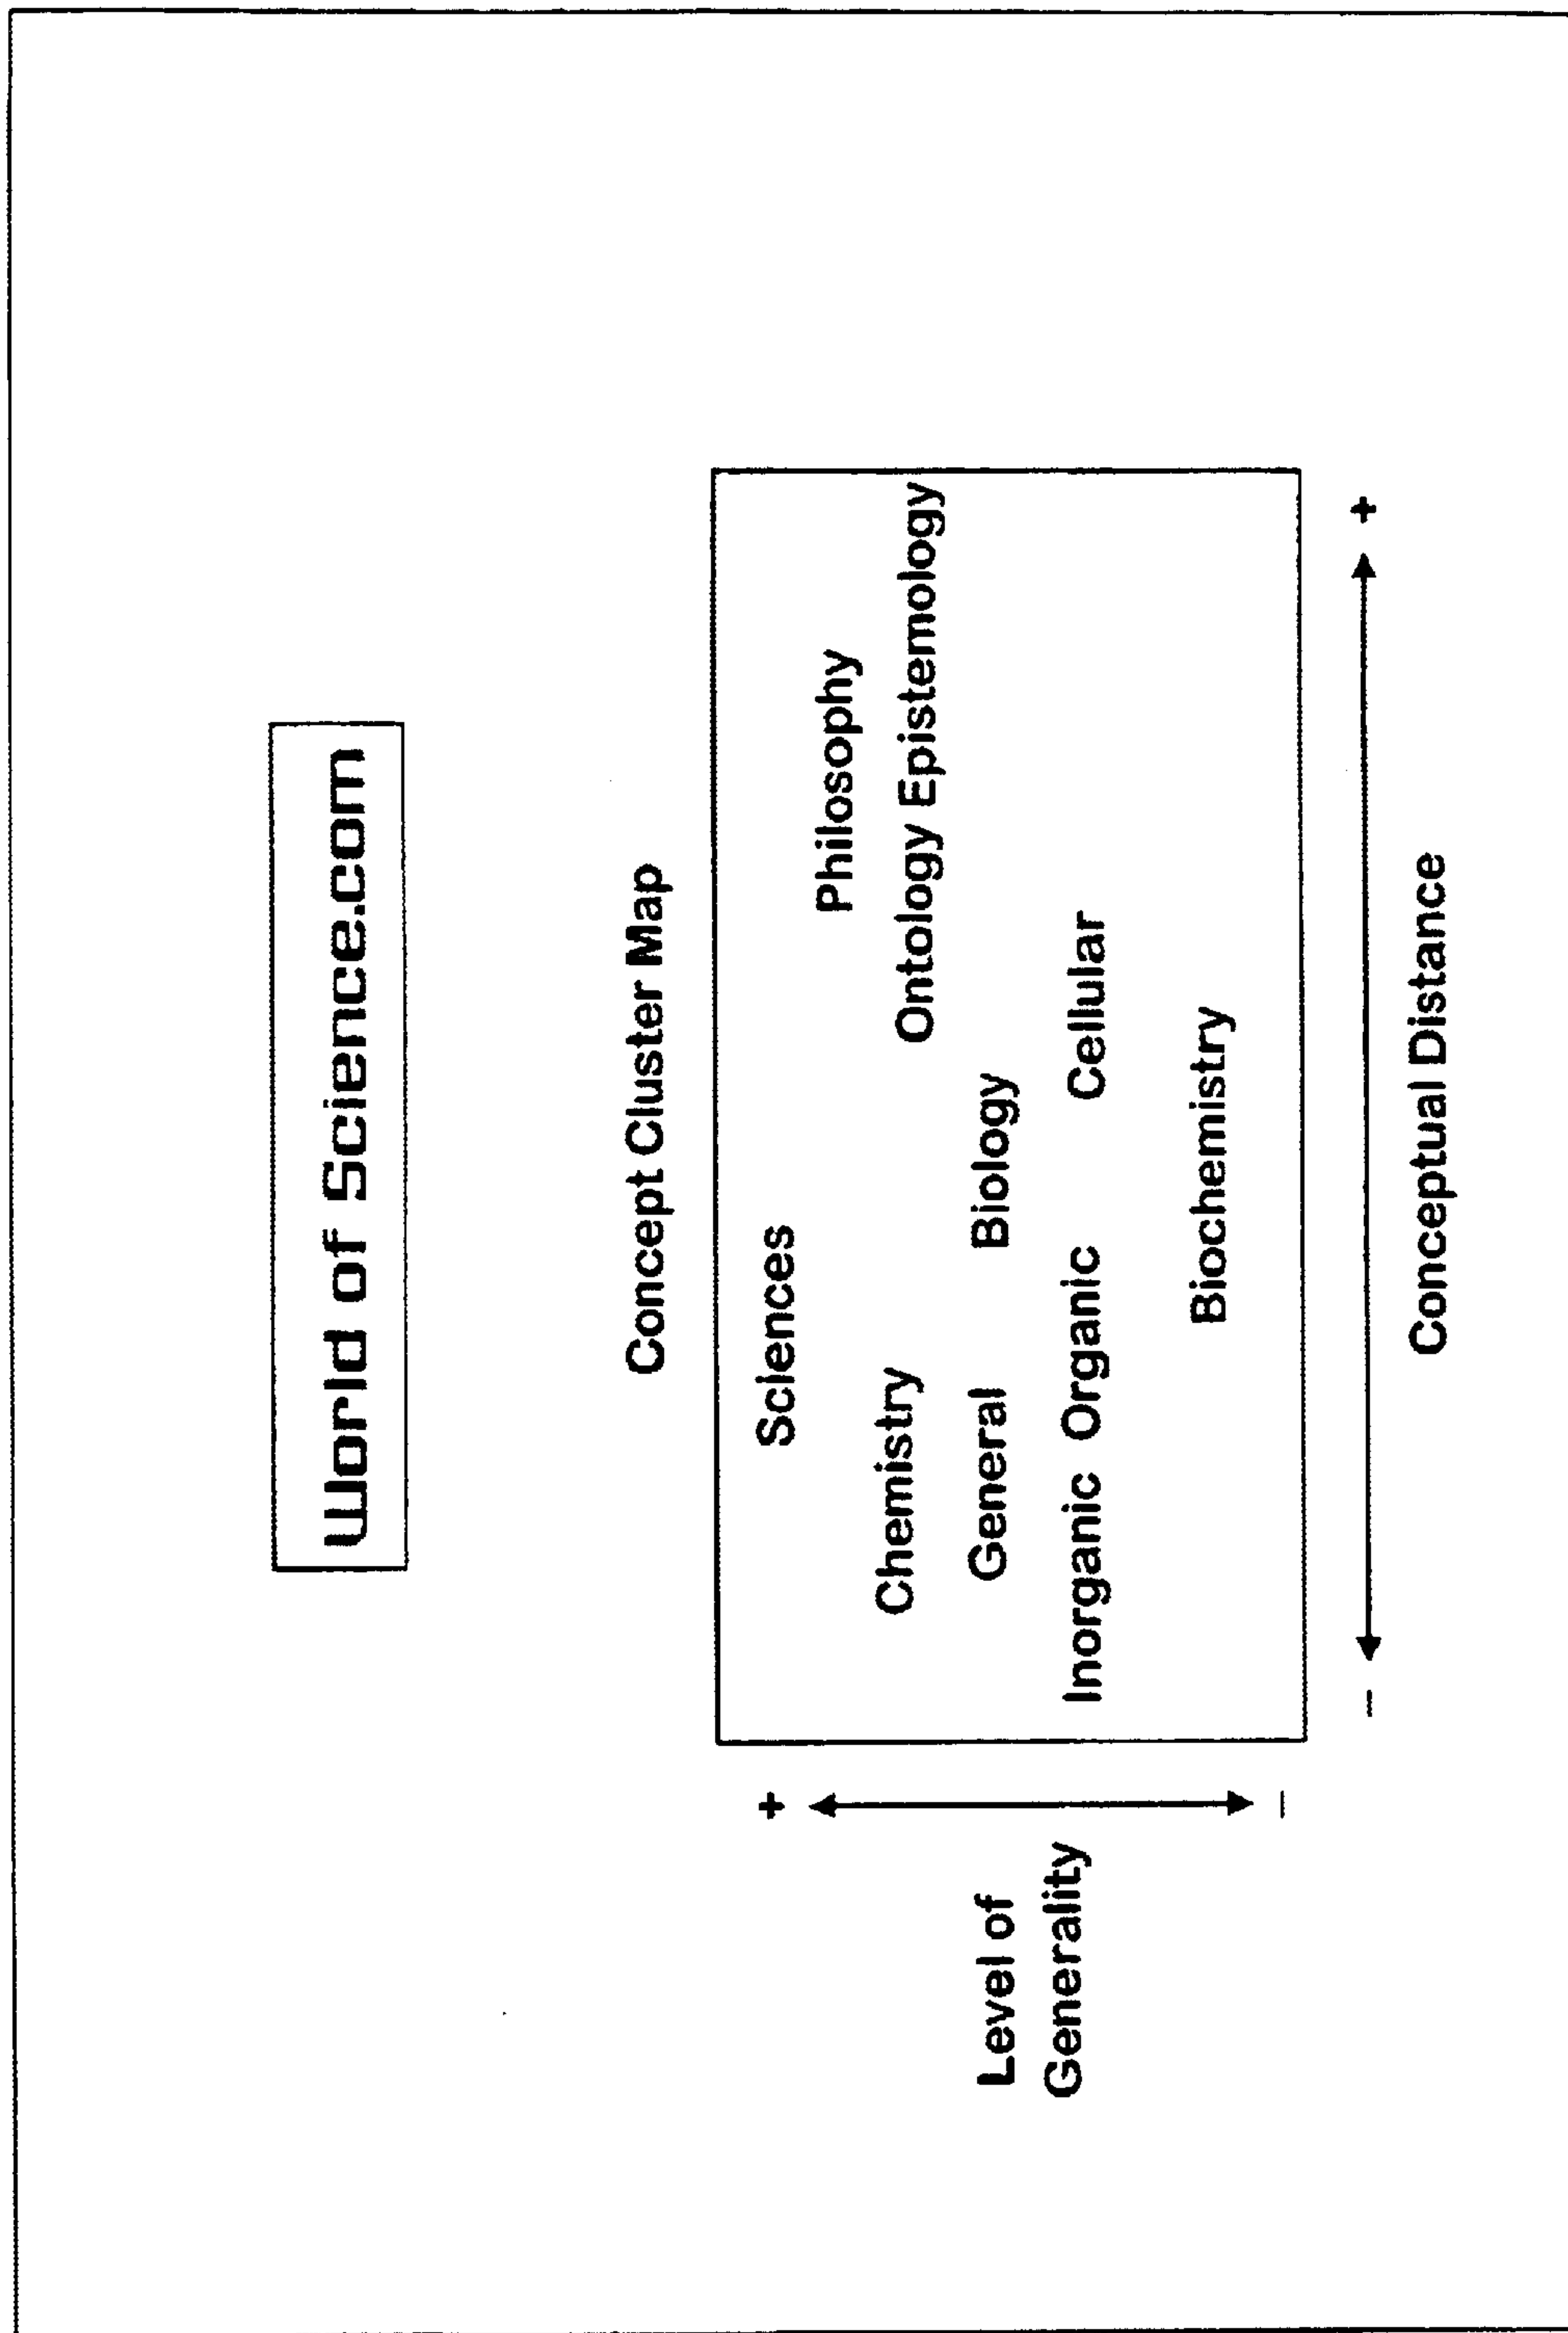 World of Science.com
Concept Cluster Map
Sciences
Philosophy
Chemistry
Ontology Epistemology
General
Biology
Inorganic Organic
Cellular
Biochemistry
+
Level of
Generality
–
– +
Conceptual Distance